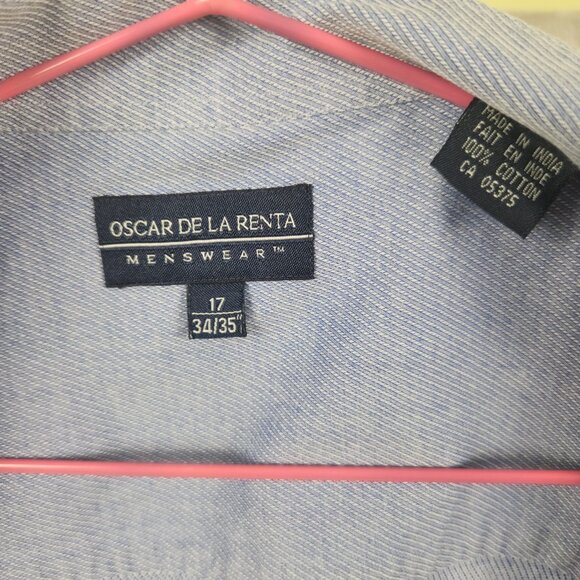 OSCAR DE LA RENTA
MENSWEAR™
17
34/35"
MADE IN INDIA
FAIT EN INDE
100% COTTON
CA 05375